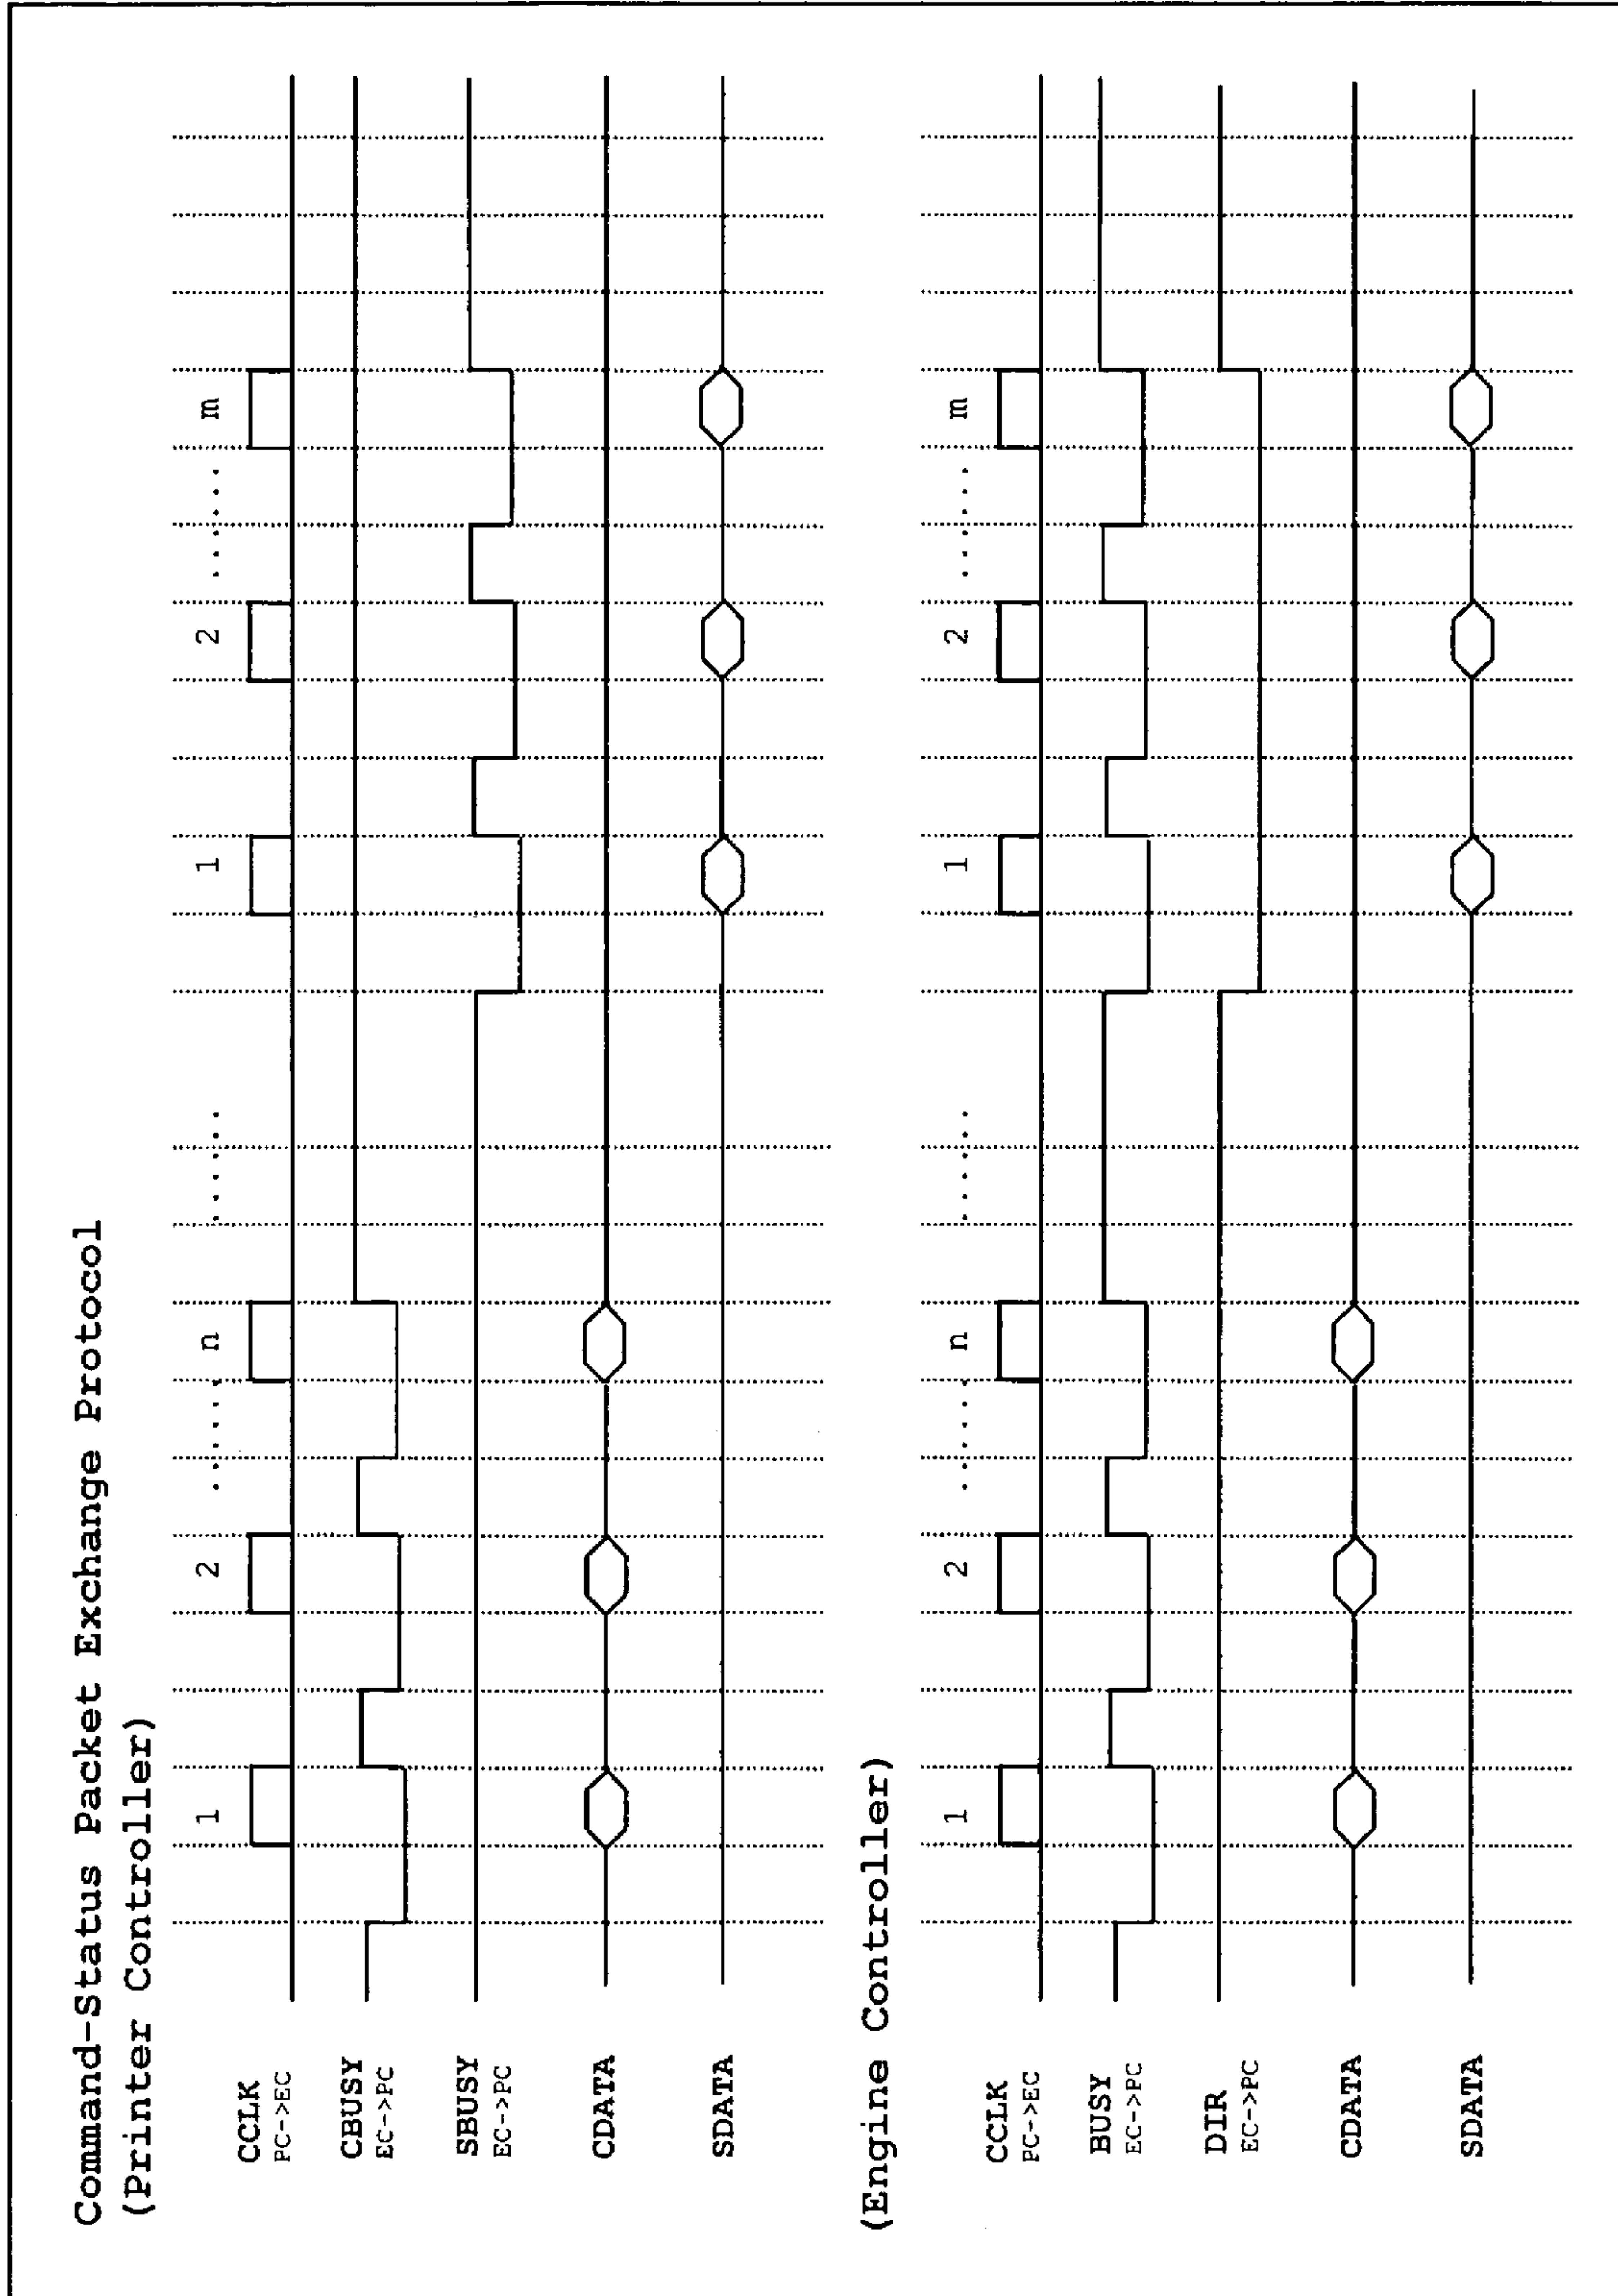 Command-Status Packet Exchange Protocol
(Printer Controller)
1 2 ...... n ...... 1 2 ...... m
CCLK
PC->EC
CBUSY
EC->PC
SBUSY
EC->PC
CDATA
SDATA
(Engine Controller)
1 2 ...... n ...... 1 2 ...... m
CCLK
PC->EC
BUSY
EC->PC
DIR
EC->PC
CDATA
SDATA